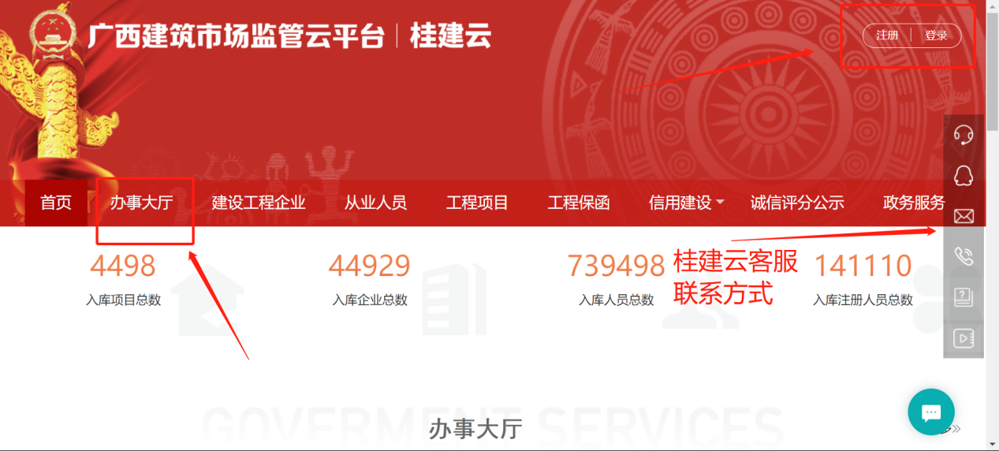 广西建筑市场监管云平台 | 桂建云
注册 | 登录
首页 办事大厅 建设工程企业 从业人员 工程项目 工程保函 信用建设 诚信评分公示 政务服务
4498 44929 739498 141110
入库项目总数 入库企业总数 入库人员总数 入库注册人员总数
桂建云客服
联系方式
GOVERMENT SERVICES
办事大厅